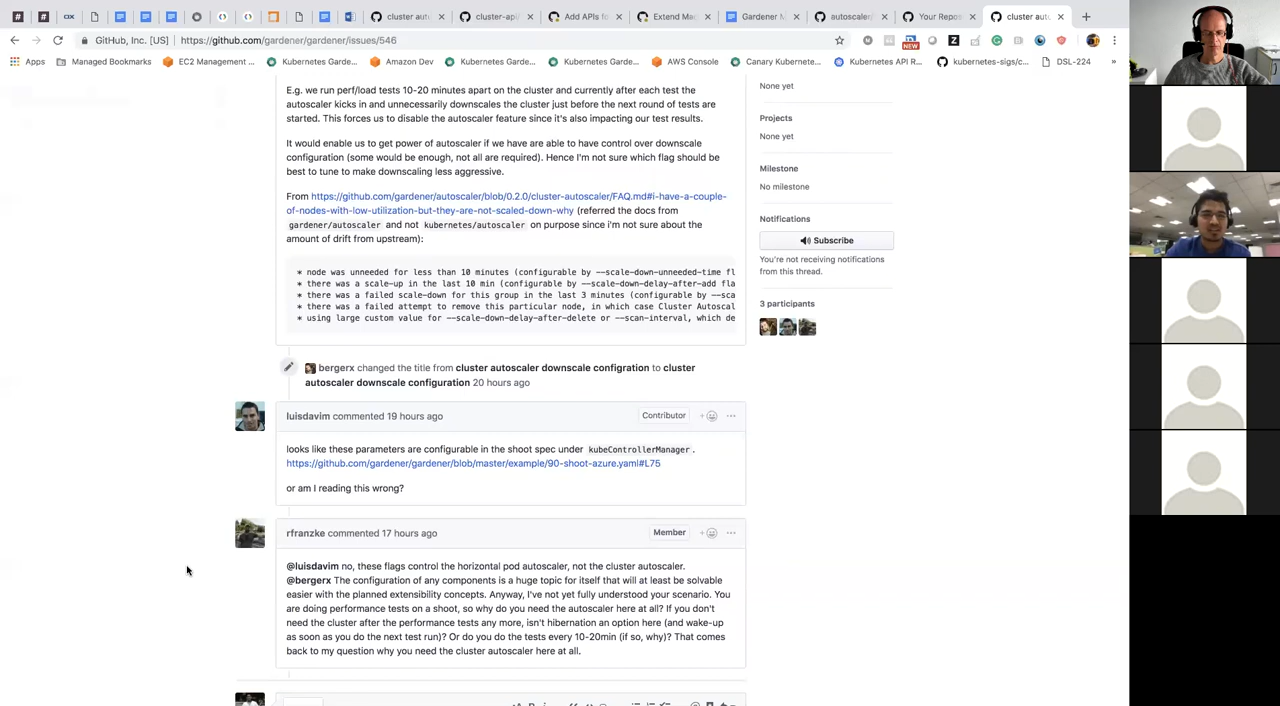 cluster aut
cluster-api
Add APIs fo
Extend Mac
Gardener M
autoscaler/
Your Repos
cluster aut
GitHub, Inc. [US] https://github.com/gardener/gardener/issues/546
NEW
Apps Managed Bookmarks EC2 Management ... Kubernetes Garde... Amazon Dev Kubernetes Garde... Kubernetes Garde... AWS Console Canary Kubernete... Kubernetes API R... kubernetes-sigs/c... DSL-224 »
E.g. we run perf/load tests 10-20 minutes apart on the cluster and currently after each test the
autoscaler kicks in and unnecessarily downscales the cluster just before the next round of tests are
started. This forces us to disable the autoscaler feature since it's also impacting our test results.
It would enable us to get power of autoscaler if we have are able to have control over downscale
configuration (some would be enough, not all are required). Hence I'm not sure which flag should be
best to tune to make downscaling less aggressive.
From https://github.com/gardener/autoscaler/blob/0.2.0/cluster-autoscaler/FAQ.md#i-have-a-couple-
of-nodes-with-low-utilization-but-they-are-not-scaled-down-why (referred the docs from
gardener/autoscaler and not kubernetes/autoscaler on purpose since i'm not sure about the
amount of drift from upstream):
* node was unneeded for less than 10 minutes (configurable by --scale-down-unneeded-time fl
* there was a scale-up in the last 10 min (configurable by --scale-down-delay-after-add fla
* there was a failed scale-down for this group in the last 3 minutes (configurable by --sca
* there was a failed attempt to remove this particular node, in which case Cluster Autoscal
* using large custom value for --scale-down-delay-after-delete or --scan-interval, which de
bergerx changed the title from cluster autoscaler downscale configration to cluster
autoscaler downscale configuration 20 hours ago
luisdavim commented 19 hours ago Contributor
looks like these parameters are configurable in the shoot spec under kubeControllerManager.
https://github.com/gardener/gardener/blob/master/example/90-shoot-azure.yaml#L75
or am I reading this wrong?
rfranzke commented 17 hours ago Member
@luisdavim no, these flags control the horizontal pod autoscaler, not the cluster autoscaler.
@bergerx The configuration of any components is a huge topic for itself that will at least be solvable
easier with the planned extensibility concepts. Anyway, I've not yet fully understood your scenario. You
are doing performance tests on a shoot, so why do you need the autoscaler here at all? If you don't
need the cluster after the performance tests any more, isn't hibernation an option here (and wake-up
as soon as you do the next test run)? Or do you do the tests every 10-20min (if so, why)? That comes
back to my question why you need the cluster autoscaler here at all.
None yet
Projects
None yet
Milestone
No milestone
Notifications
Subscribe
You're not receiving notifications
from this thread.
3 participants